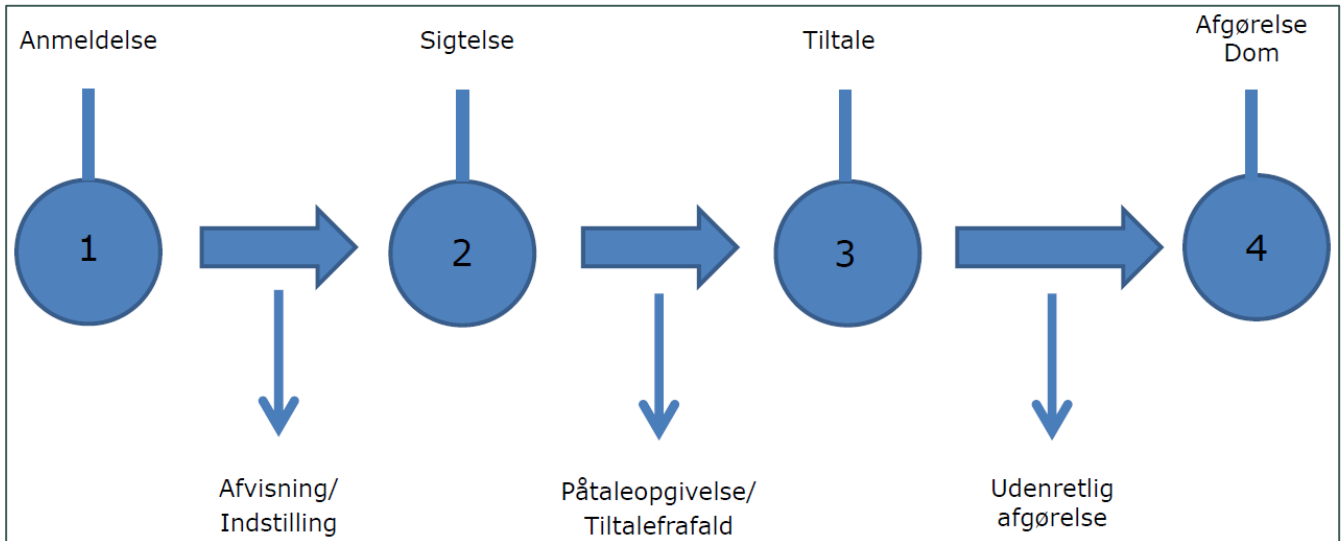 Anmeldelse
Sigtelse
Tiltale
Afgørelse
Dom
1
2
3
4
Afvisning/
Indstilling
Påtaleopgivelse/
Tiltalefrafald
Udenretlig
afgørelse